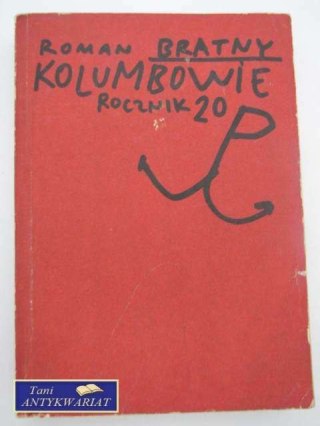 ROMAN BRATNY
KOLUMBOWIE
ROCZNIK 20
Tani
ANTYKWARIAT